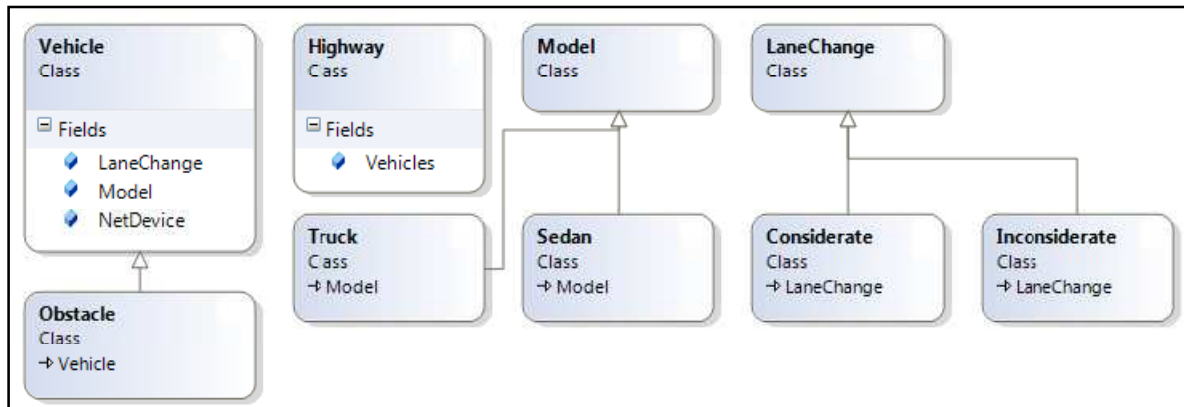 Vehicle
Class
Fields
LaneChange
Model
NetDevice
Obstacle
Class
Vehicle
Highway
Class
Fields
Vehicles
Model
Class
LaneChange
Class
Truck
Class
Model
Sedan
Class
Model
Considerate
Class
LaneChange
Inconsiderate
Class
LaneChange